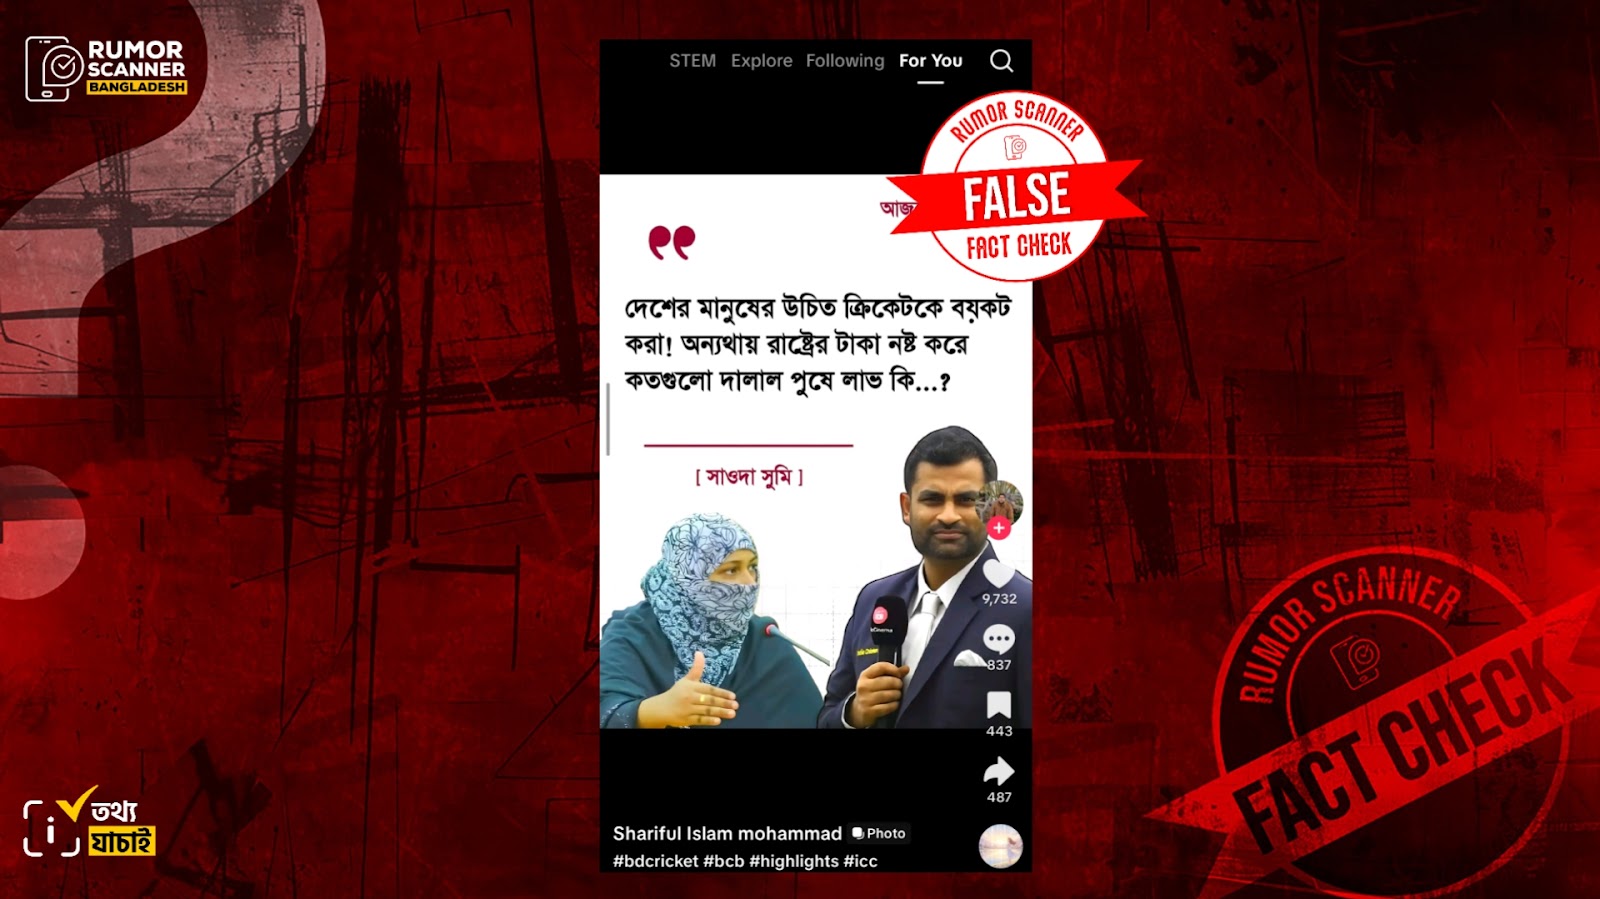 RUMOR
SCANNER
BANGLADESH
STEM Explore Following For You
RUMOR SCANNER
FALSE
FACT CHECK
দেশের মানুষের উচিত ক্রিকেটকে বয়কট
করা! অন্যথায় রাষ্ট্রের টাকা নষ্ট করে
কতগুলো দালাল পুষে লাভ কি...?
[ সাওদা সুমি ]
9,732
837
443
487
Shariful Islam mohammad Photo
#bdcricket #bcb #highlights #icc
তথ্য
যাচাই
RUMOR SCANNER
FACT CHECK